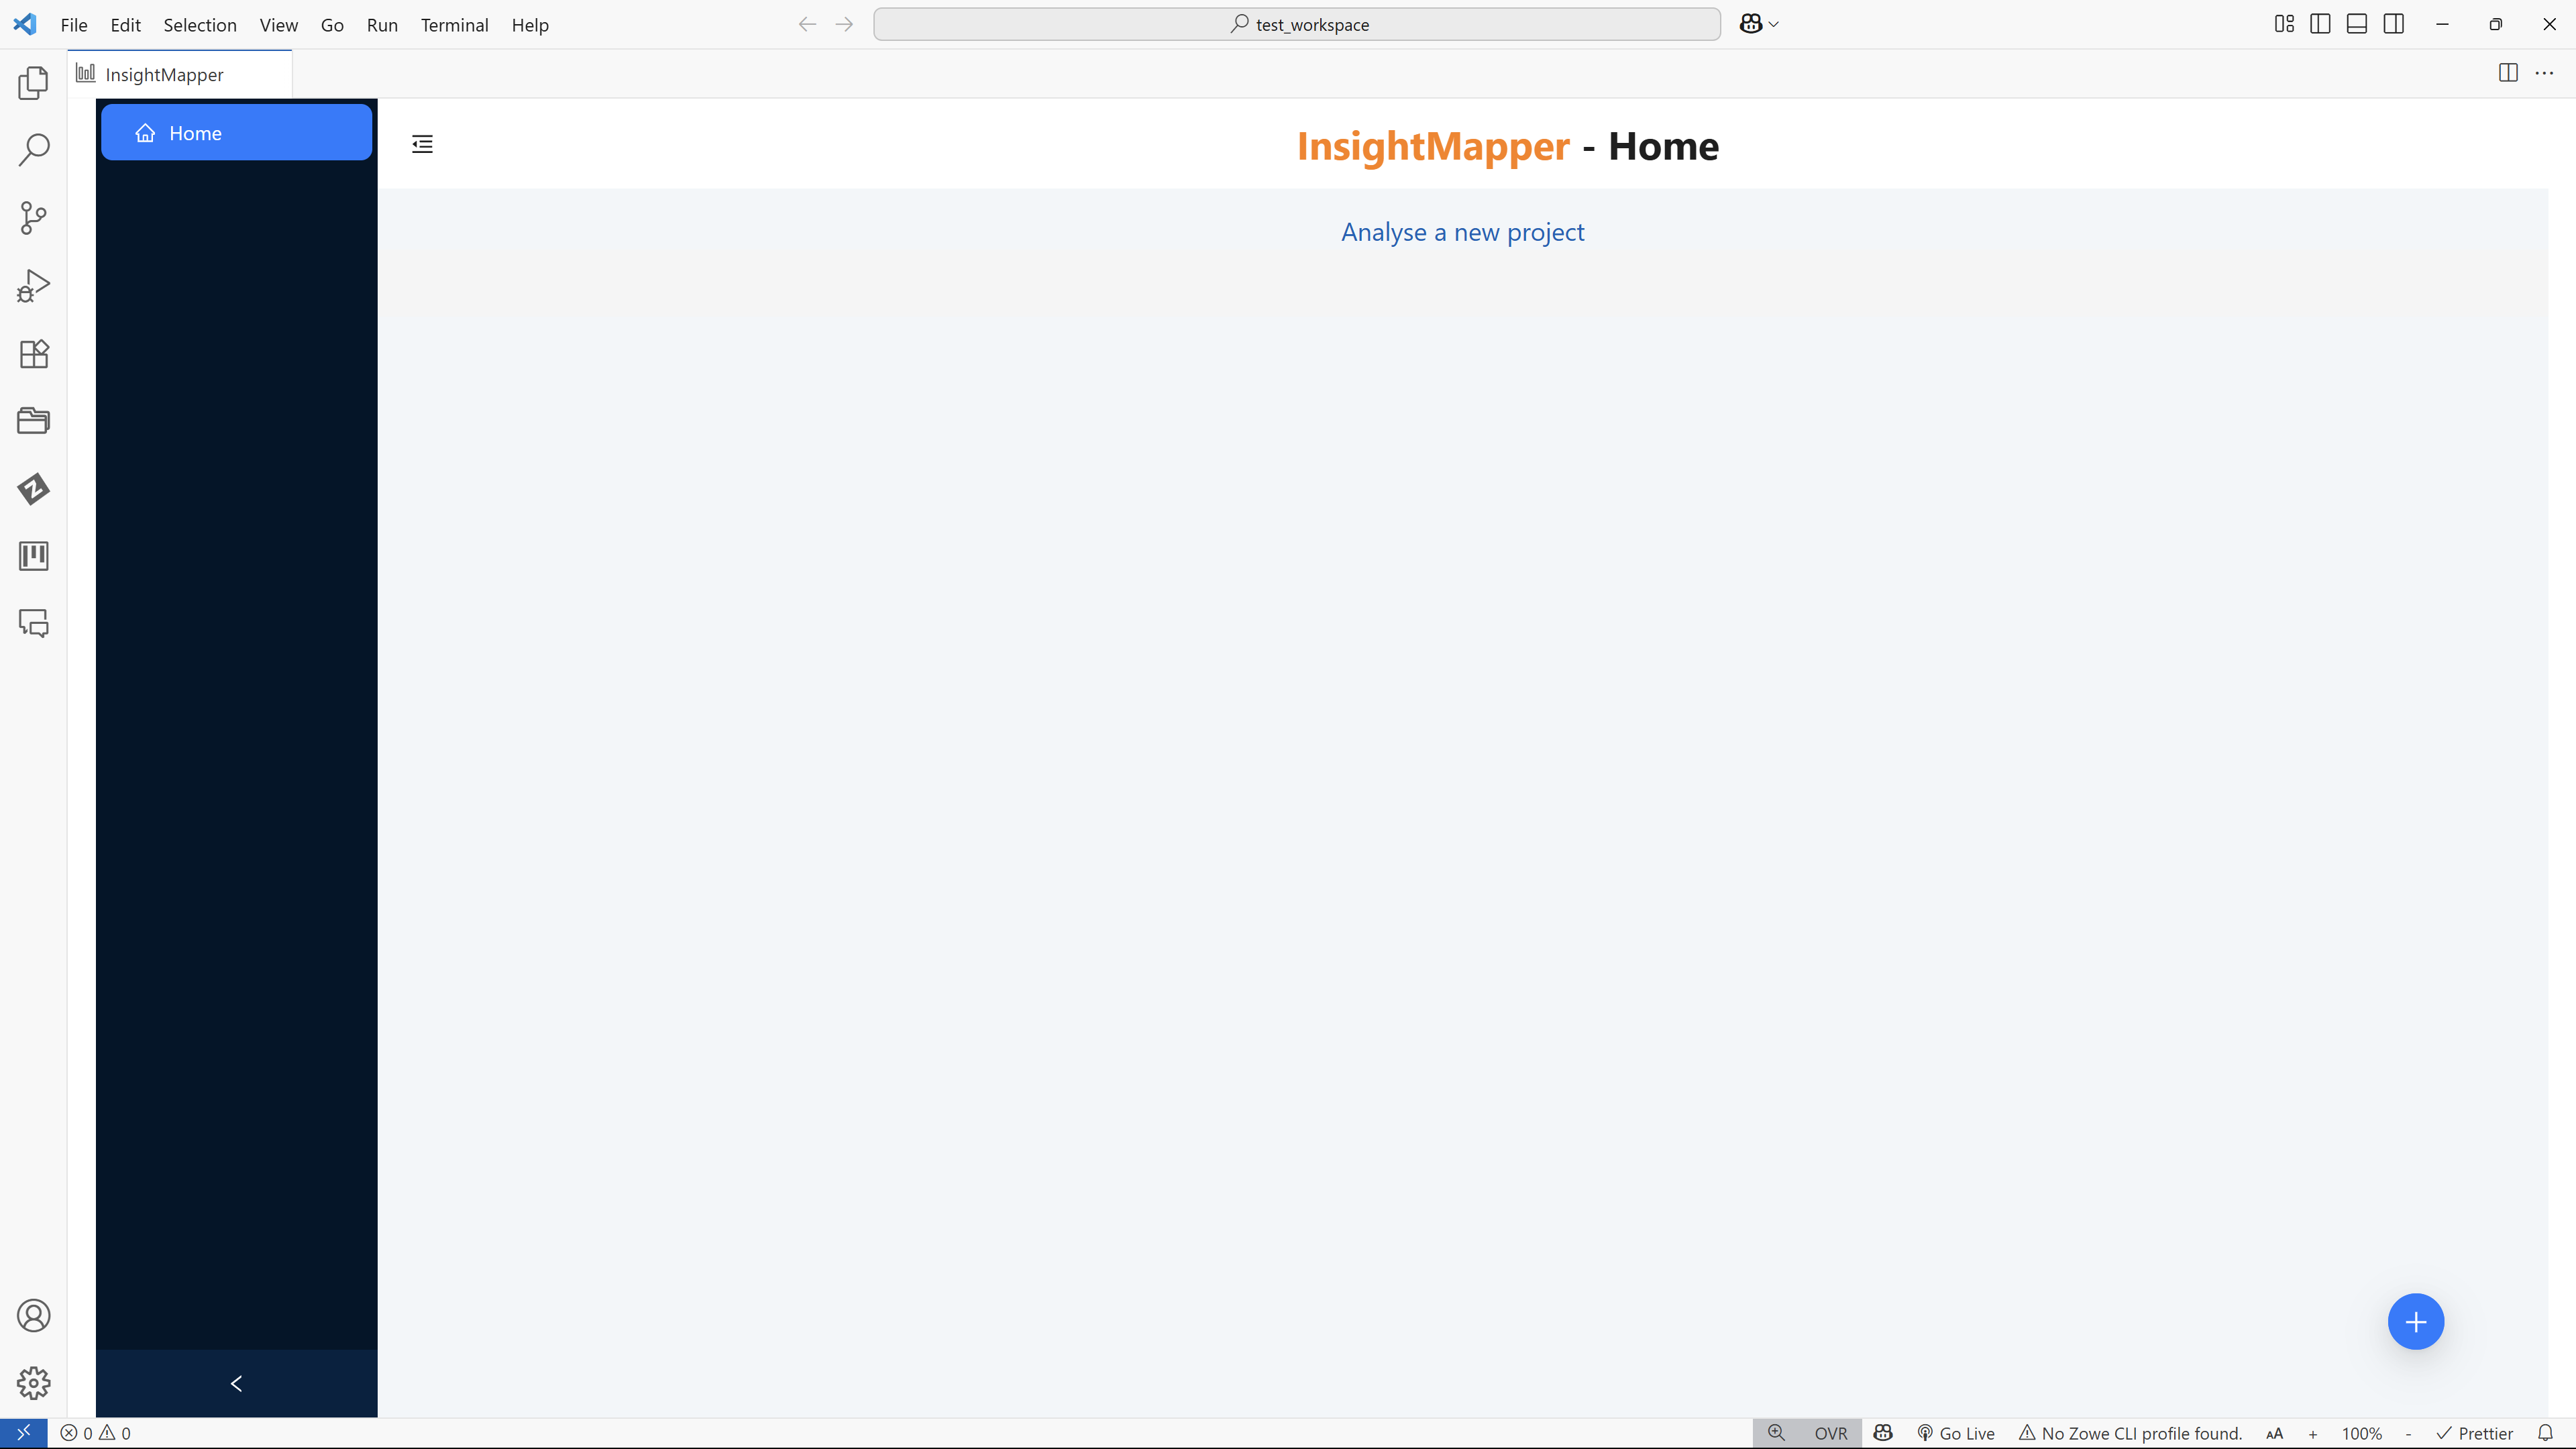 File Edit Selection View Go Run Terminal Help
test_workspace
InsightMapper
Home
InsightMapper - Home
Analyse a new project
0 0
OVR Go Live No Zowe CLI profile found. AA + 100% - Prettier